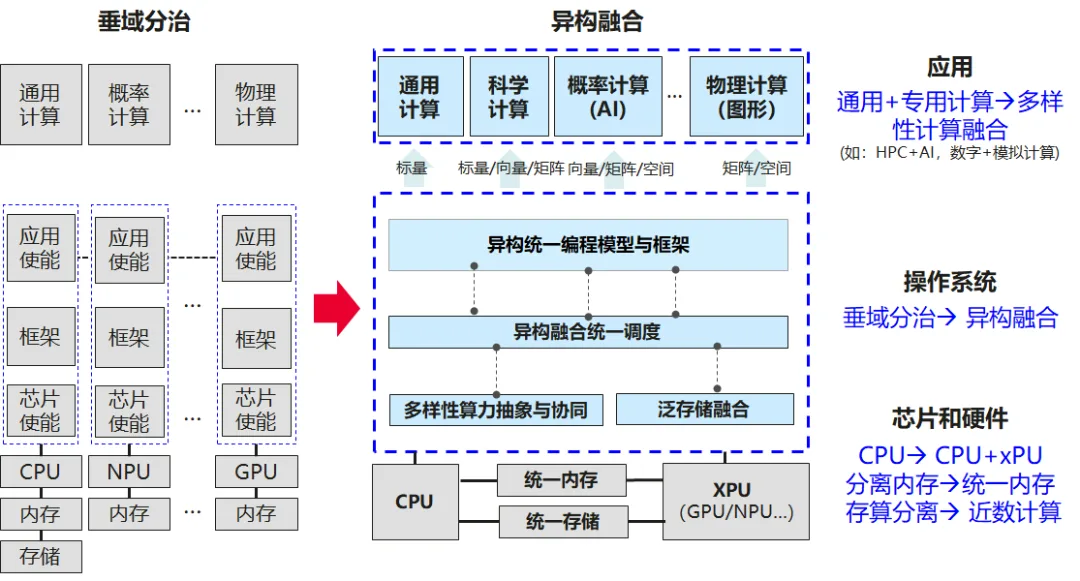 垂域分治
通用
计算
概率
计算
...
物理
计算
应用
使能
应用
使能
应用
使能
...
框架
框架
框架
芯片
使能
芯片
使能
...
芯片
使能
CPU
NPU
GPU
内存
内存
...
内存
存储
异构融合
通用
计算
科学
计算
概率计算
(AI)
...
物理计算
(图形)
标量
标量/向量/矩阵
向量/矩阵/空间
矩阵/空间
异构统一编程模型与框架
异构融合统一调度
多样性算力抽象与协同
泛存储融合
CPU
统一内存
统一存储
XPU
(GPU/NPU...)
应用
通用+专用计算→多样
性计算融合
(如：HPC+AI，数字+模拟计算)
操作系统
垂域分治→ 异构融合
芯片和硬件
CPU→ CPU+xPU
分离内存→统一内存
存算分离→ 近数计算